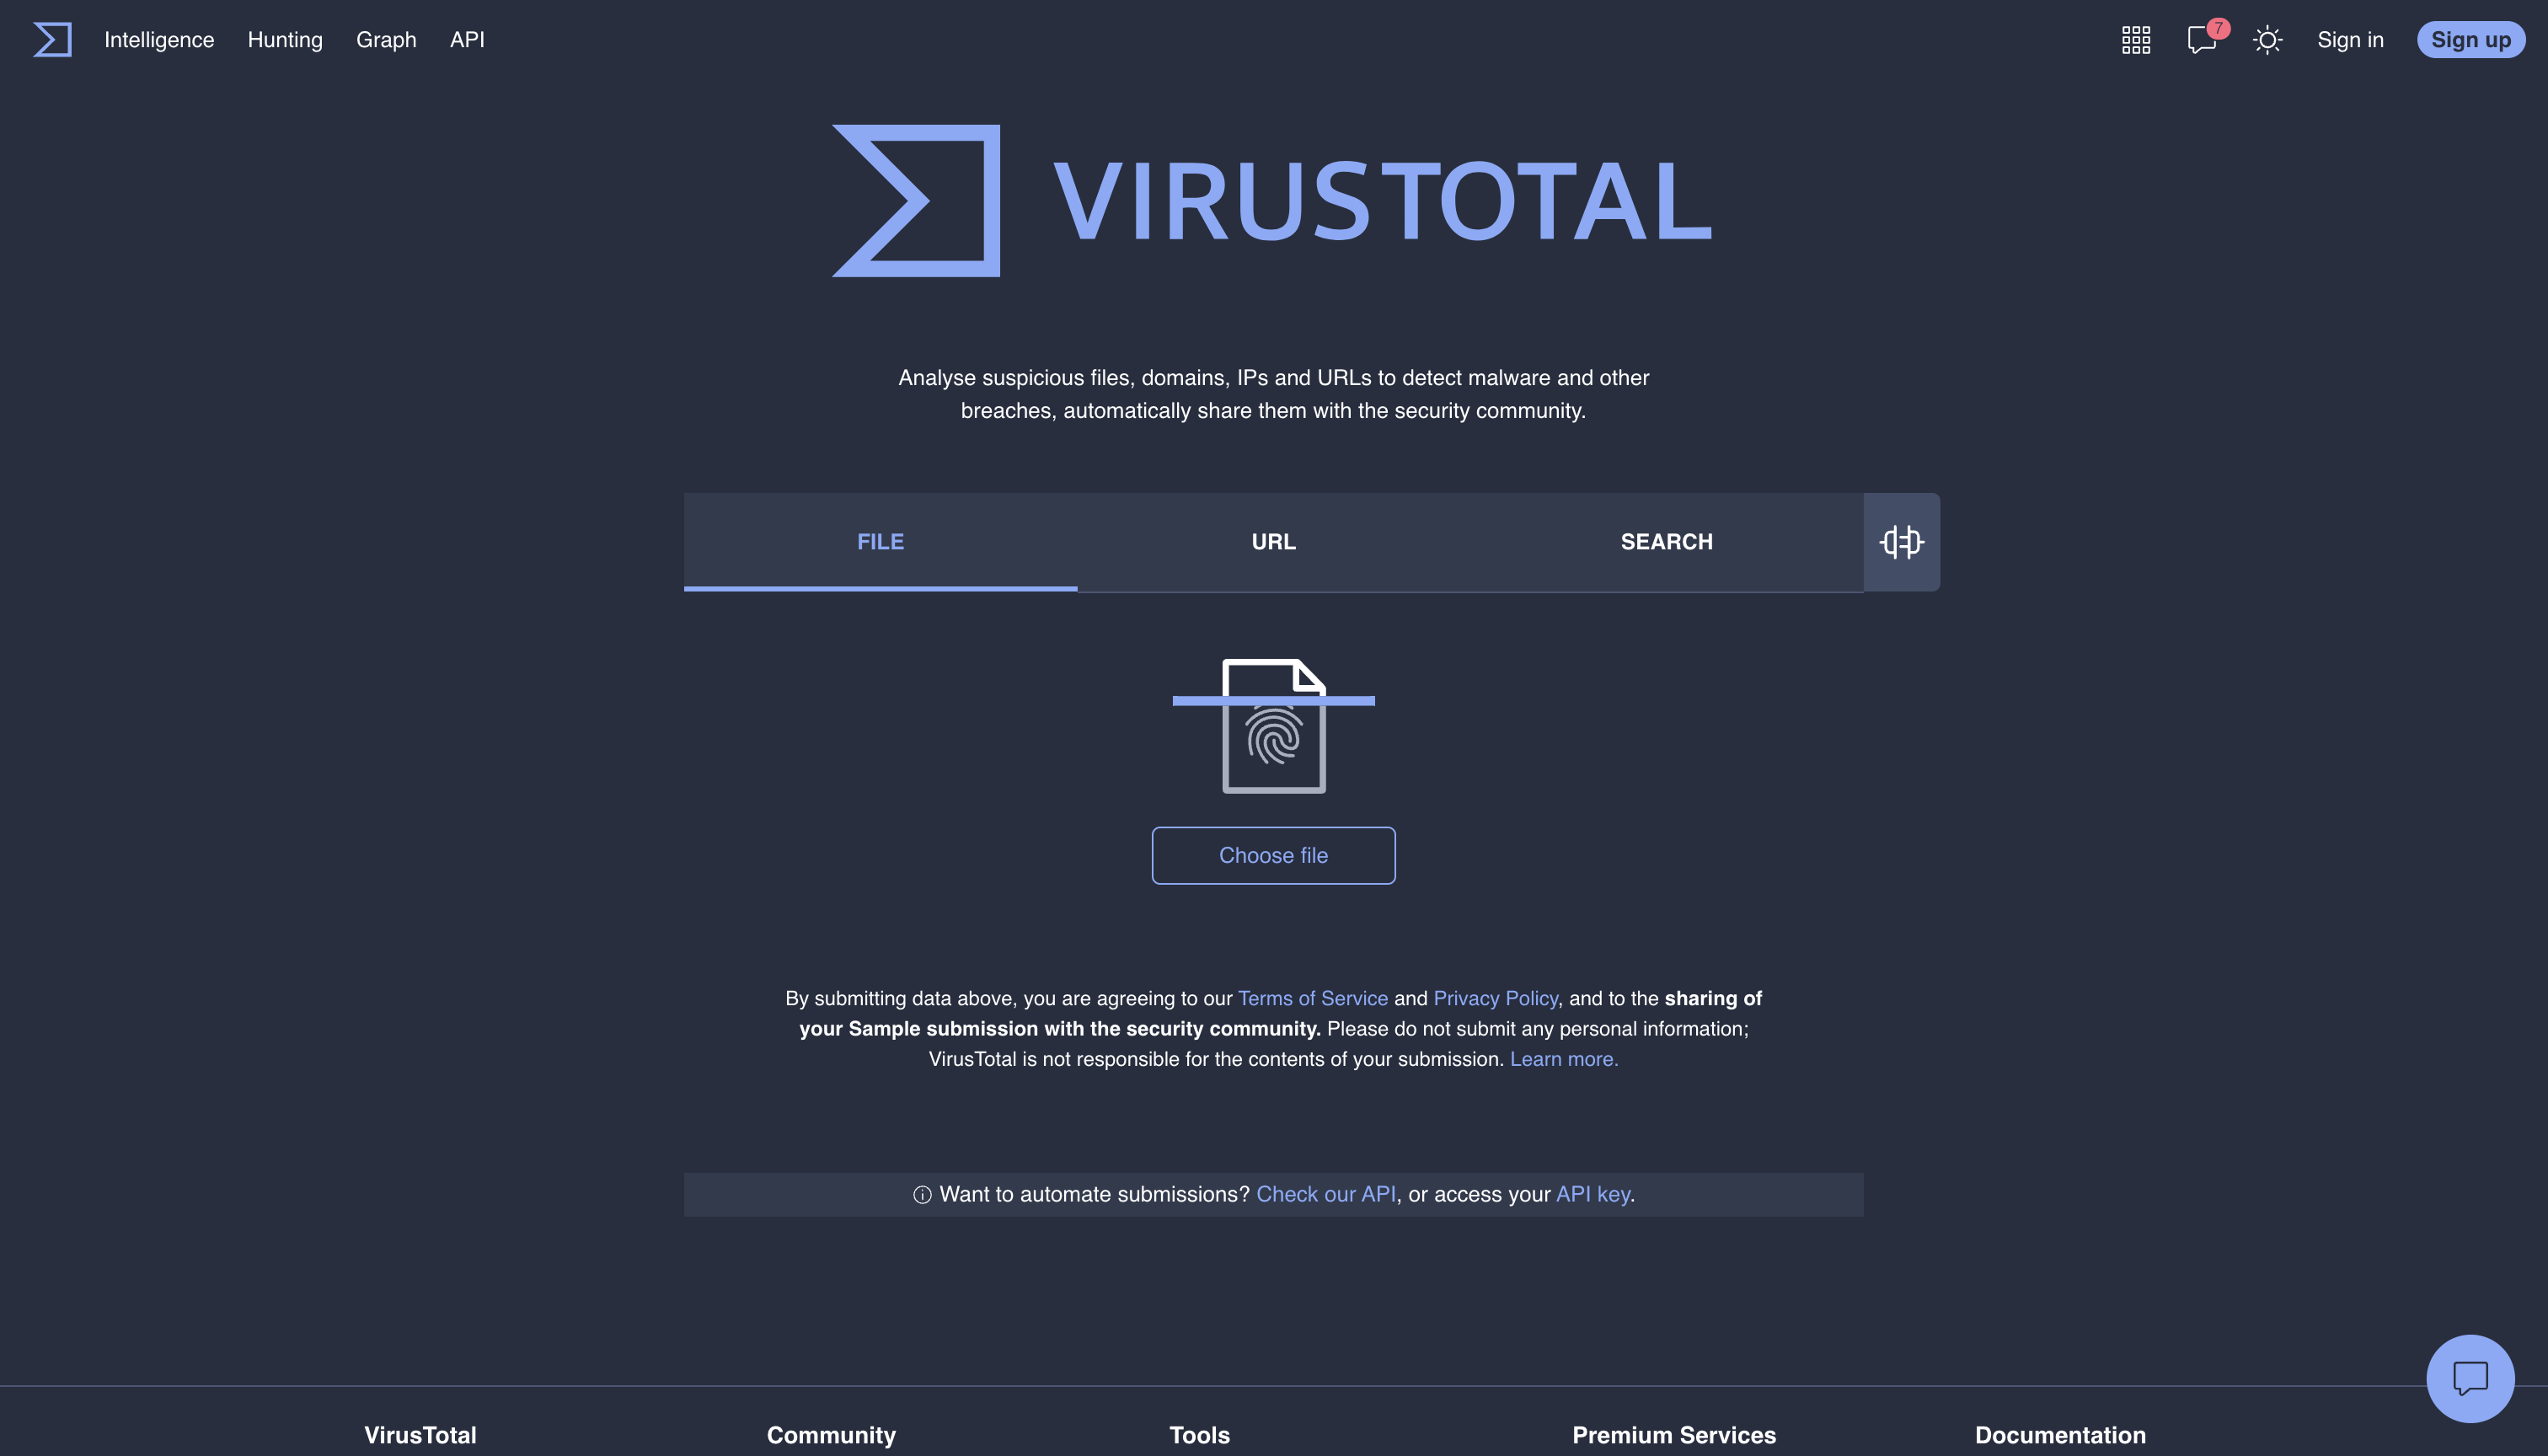 Intelligence Hunting Graph API 7 Sign in Sign up
VIRUSTOTAL
Analyse suspicious files, domains, IPs and URLs to detect malware and other
breaches, automatically share them with the security community.
FILE URL SEARCH
Choose file
By submitting data above, you are agreeing to our Terms of Service and Privacy Policy, and to the sharing of
your Sample submission with the security community. Please do not submit any personal information;
VirusTotal is not responsible for the contents of your submission. Learn more.
Want to automate submissions? Check our API, or access your API key.
VirusTotal Community Tools Premium Services Documentation